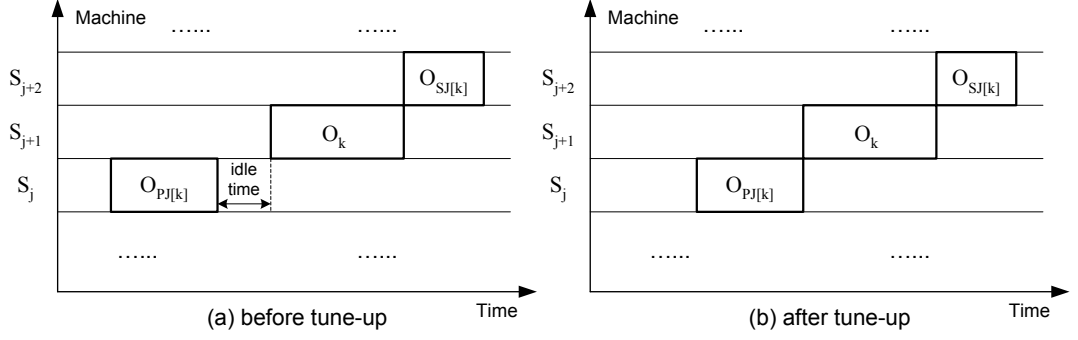 Machine
…...
…...
S_{j+2}
O_{SJ[k]}
S_{j+1}
O_k
idle
time
S_j
O_{PJ[k]}
…...
…...
Time
(a) before tune-up
Machine
…...
…...
S_{j+2}
O_{SJ[k]}
S_{j+1}
O_k
S_j
O_{PJ[k]}
…...
…...
Time
(b) after tune-up